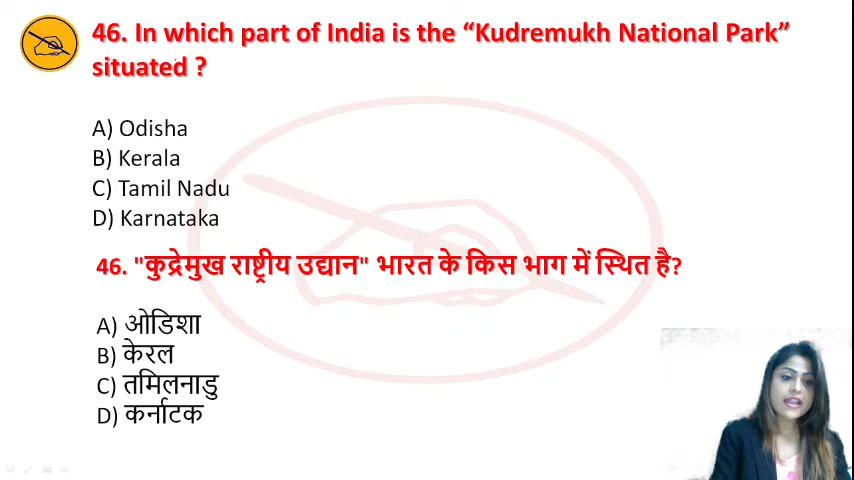 46. In which part of India is the “Kudremukh National Park”
situated ?
A) Odisha
B) Kerala
C) Tamil Nadu
D) Karnataka
46. "कुद्रेमुख राष्ट्रीय उद्यान" भारत के किस भाग में स्थित है?
A) ओडिशा
B) केरल
C) तमिलनाडु
D) कर्नाटक